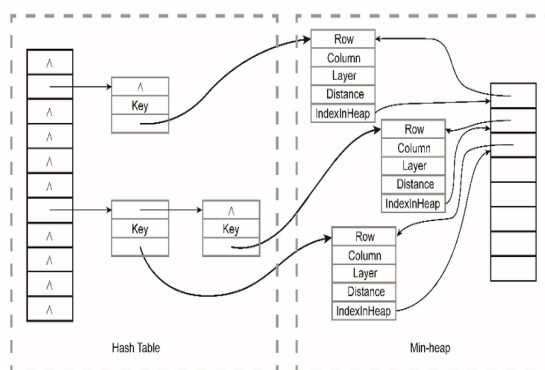 ∧
∧
∧
∧
∧
∧
∧
∧
∧
∧
Key
∧
Key
Key
Hash Table
Row
Column
Layer
Distance
IndexInHeap
Row
Column
Layer
Distance
IndexInHeap
Row
Column
Layer
Distance
IndexInHeap
Min-heap